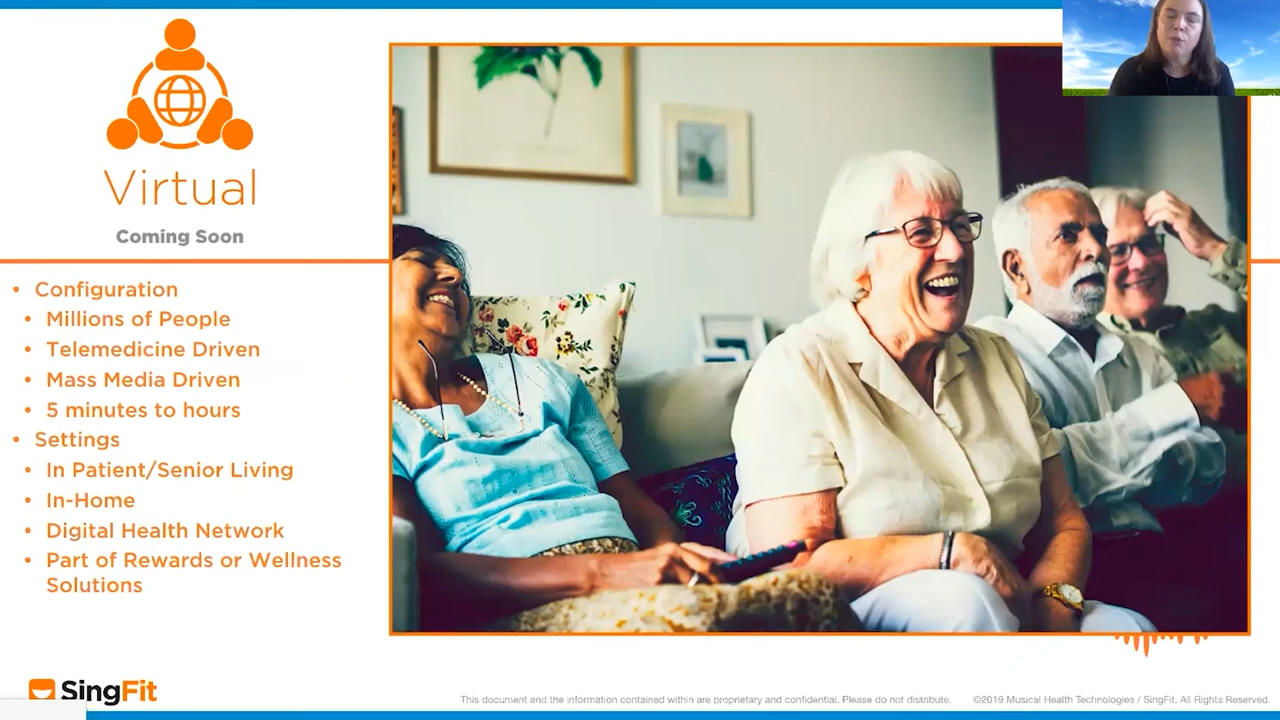 Virtual
Coming Soon
• Configuration
• Millions of People
• Telemedicine Driven
• Mass Media Driven
• 5 minutes to hours
• Settings
• In Patient/Senior Living
• In-Home
• Digital Health Network
• Part of Rewards or Wellness
Solutions
SingFit
This document and the information contained within are proprietary and confidential. Please do not distribute. ©2019 Musical Health Technologies / SingFit. All Rights Reserved.